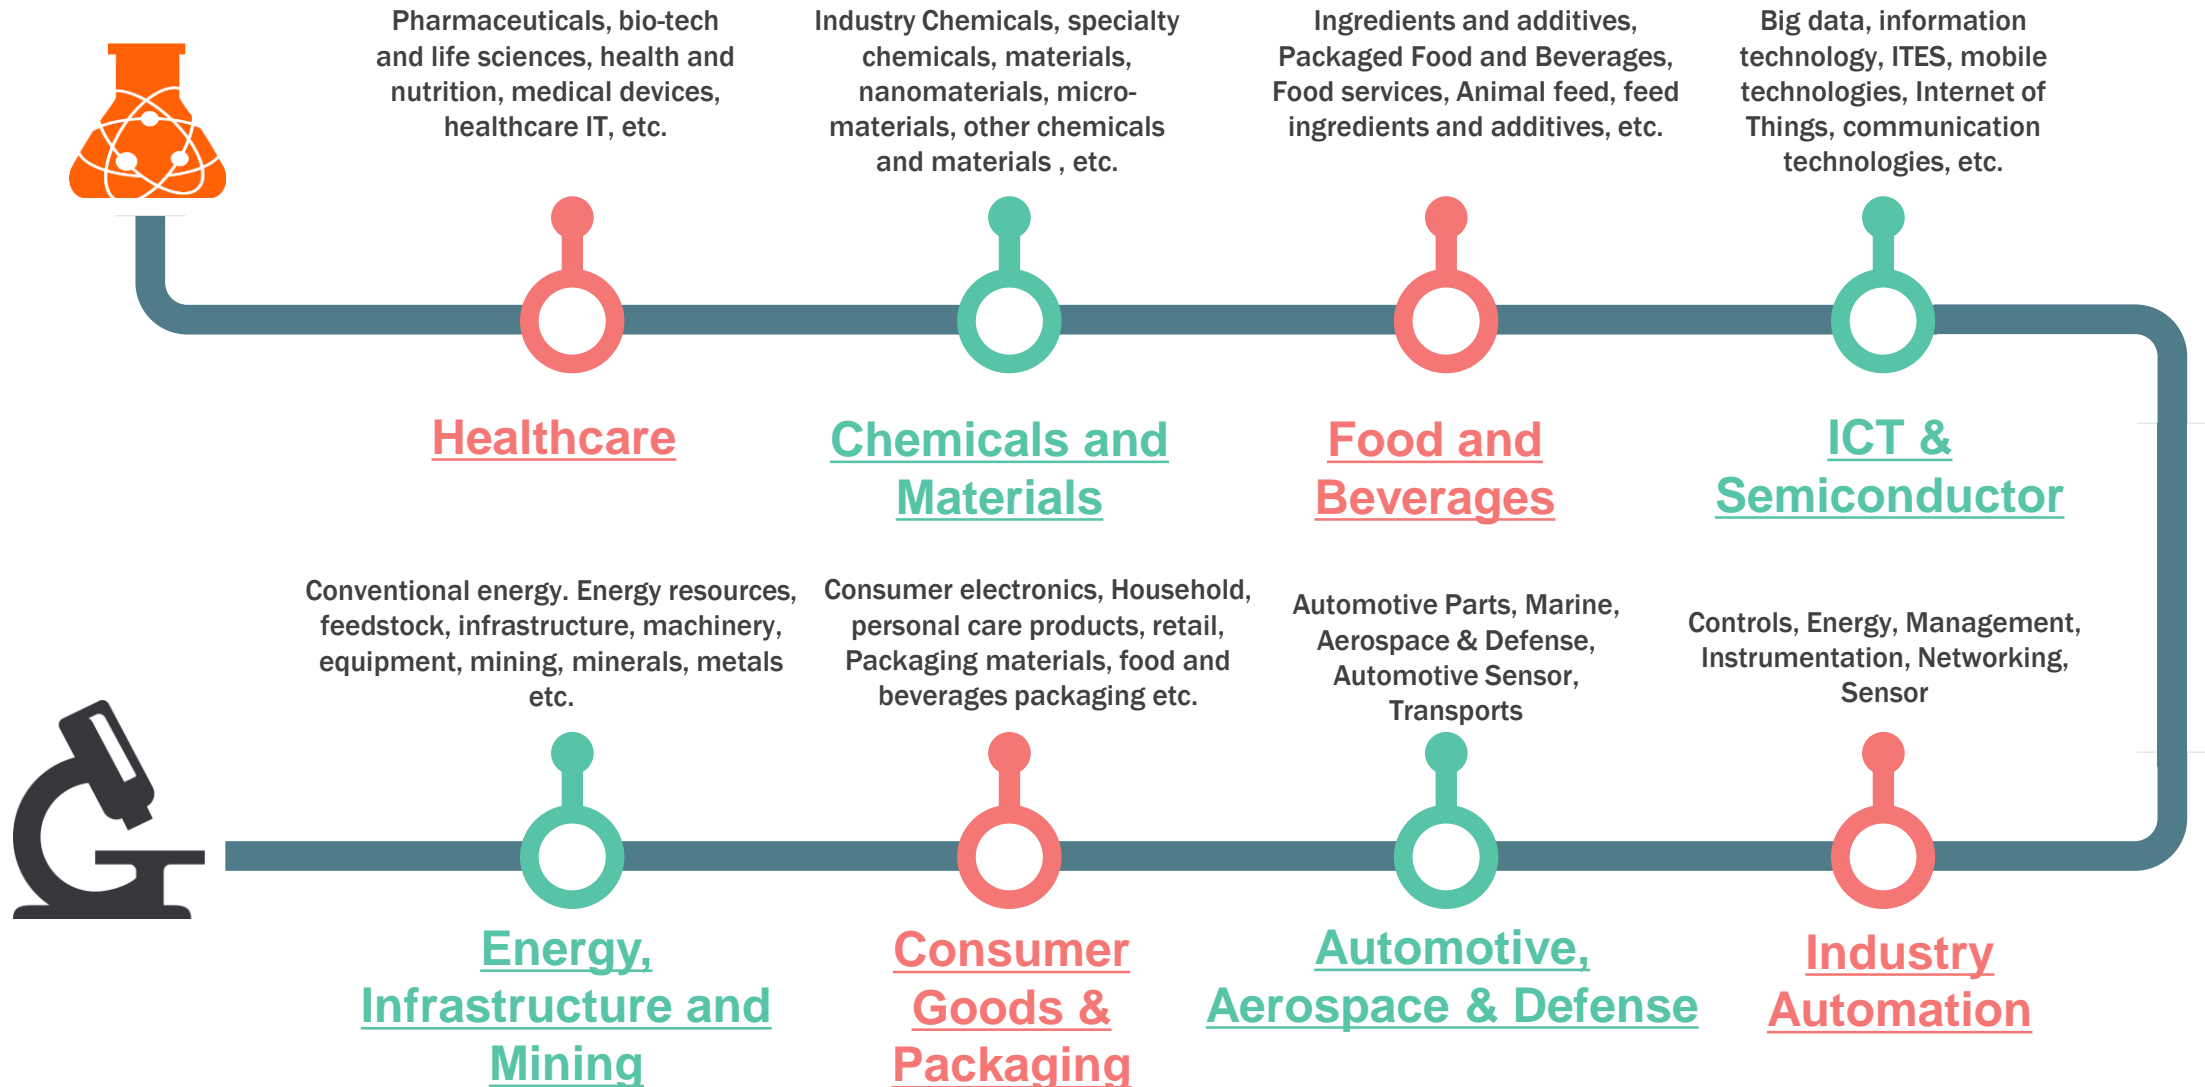 Pharmaceuticals, bio-tech
and life sciences, health and
nutrition, medical devices,
healthcare IT, etc.
Industry Chemicals, specialty
chemicals, materials,
nanomaterials, micro-
materials, other chemicals
and materials , etc.
Ingredients and additives,
Packaged Food and Beverages,
Food services, Animal feed, feed
ingredients and additives, etc.
Big data, information
technology, ITES, mobile
technologies, Internet of
Things, communication
technologies, etc.
Healthcare
Chemicals and
Materials
Food and
Beverages
ICT &
Semiconductor
Conventional energy. Energy resources,
feedstock, infrastructure, machinery,
equipment, mining, minerals, metals
etc.
Consumer electronics, Household,
personal care products, retail,
Packaging materials, food and
beverages packaging etc.
Automotive Parts, Marine,
Aerospace & Defense,
Automotive Sensor,
Transports
Controls, Energy, Management,
Instrumentation, Networking,
Sensor
Energy,
Infrastructure and
Mining
Consumer
Goods &
Packaging
Automotive,
Aerospace & Defense
Industry
Automation